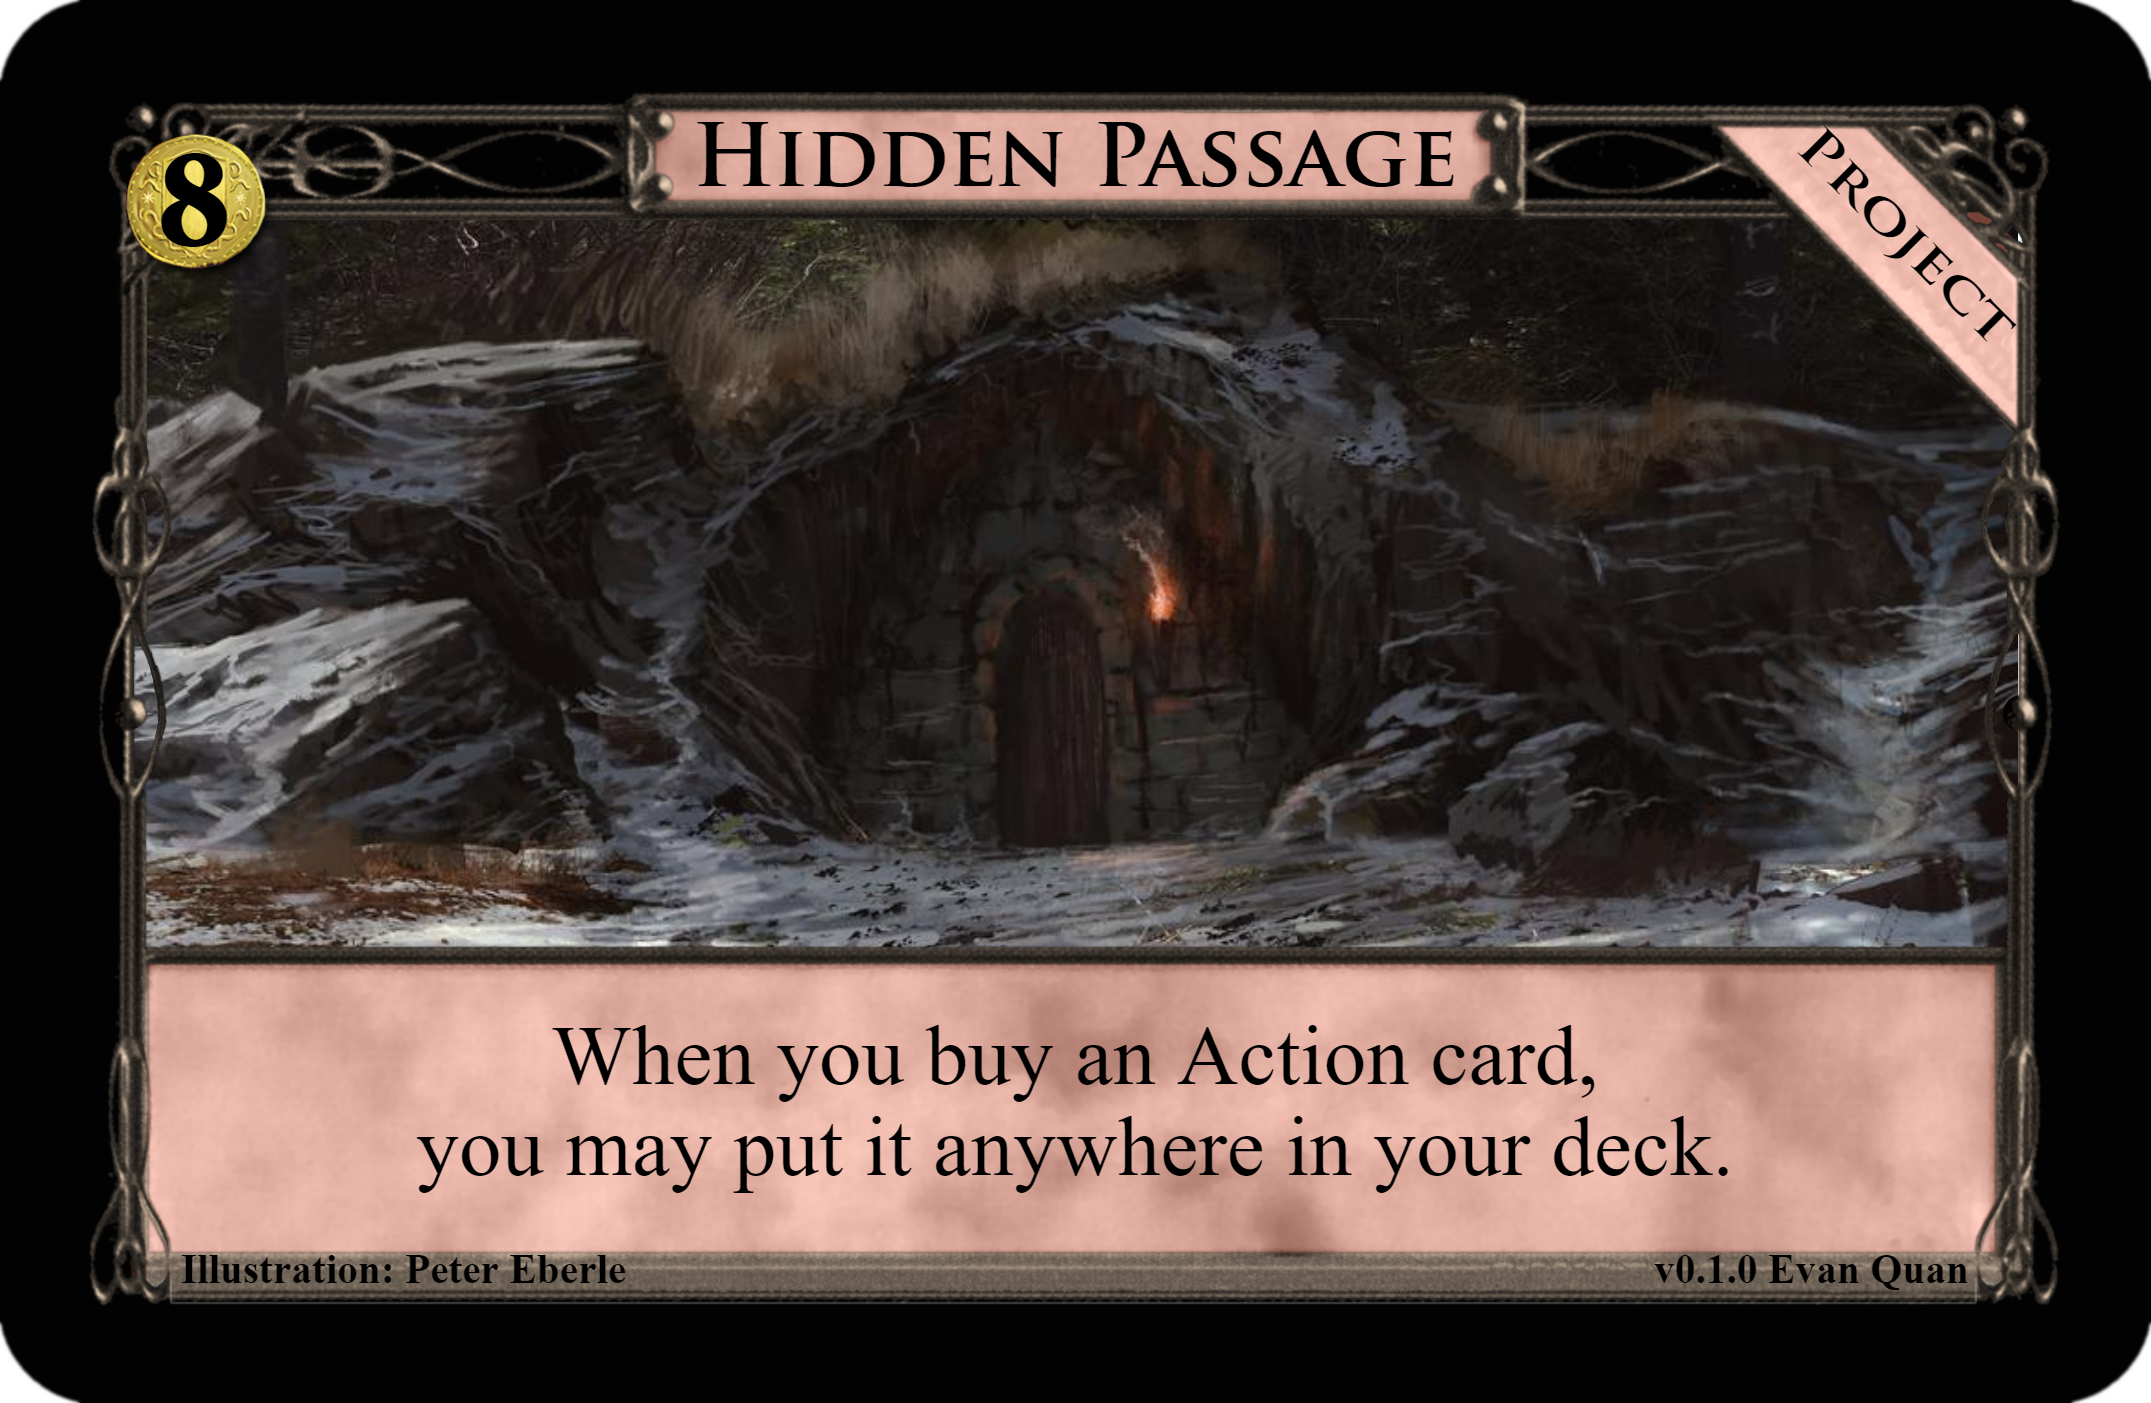 8
HIDDEN PASSAGE
PROJECT
When you buy an Action card,
you may put it anywhere in your deck.
Illustration: Peter Eberle
v0.1.0 Evan Quan